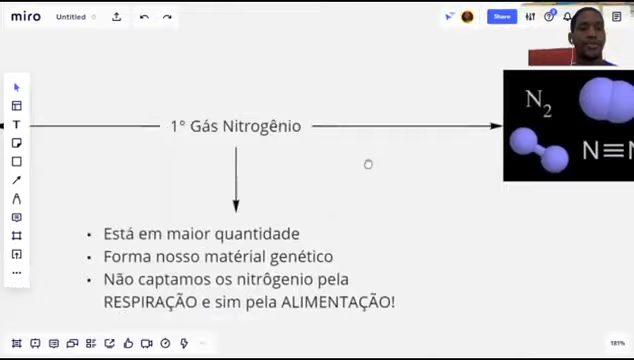 miro
Untitled
Share
1° Gás Nitrogênio
N2
N≡N
Está em maior quantidade
Forma nosso matérial genético
Não captamos os nitrôgenio pela
RESPIRAÇÃO e sim pela ALIMENTAÇÃO!
181%